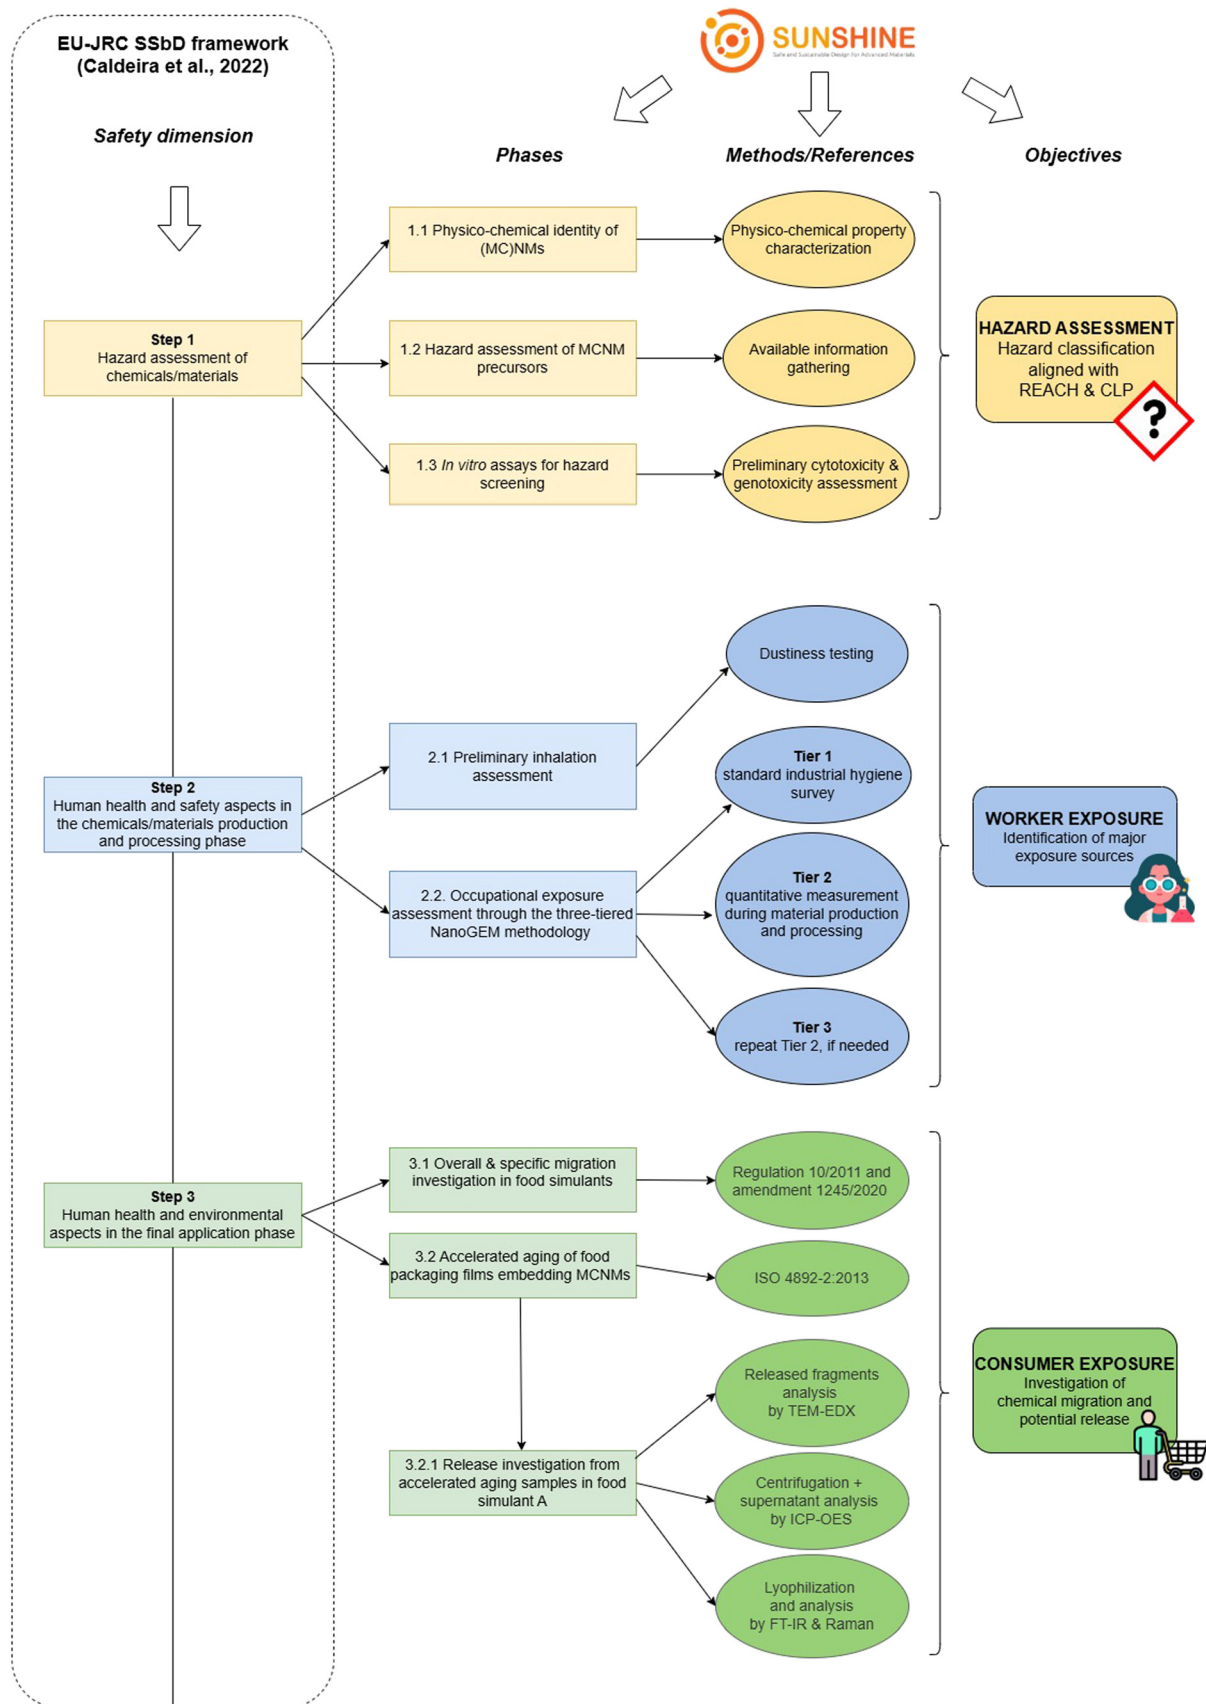 EU-JRC SSbD framework
(Caldeira et al., 2022)
Safety dimension
SUNSHINE
Safe and Sustainable Design for Advanced Materials
Phases
Methods/References
Objectives
Step 1
Hazard assessment of
chemicals/materials
1.1 Physico-chemical identity of
(MC)NMs
Physico-chemical property
characterization
1.2 Hazard assessment of MCNM
precursors
Available information
gathering
1.3 In vitro assays for hazard
screening
Preliminary cytotoxicity &
genotoxicity assessment
HAZARD ASSESSMENT
Hazard classification
aligned with
REACH & CLP
?
Step 2
Human health and safety aspects in
the chemicals/materials production
and processing phase
2.1 Preliminary inhalation
assessment
Dustiness testing
2.2. Occupational exposure
assessment through the three-tiered
NanoGEM methodology
Tier 1
standard industrial hygiene
survey
Tier 2
quantitative measurement
during material production
and processing
Tier 3
repeat Tier 2, if needed
WORKER EXPOSURE
Identification of major
exposure sources
Step 3
Human health and environmental
aspects in the final application phase
3.1 Overall & specific migration
investigation in food simulants
Regulation 10/2011 and
amendment 1245/2020
3.2 Accelerated aging of food
packaging films embedding MCNMs
ISO 4892-2:2013
3.2.1 Release investigation from
accelerated aging samples in food
simulant A
Released fragments
analysis
by TEM-EDX
Centrifugation +
supernatant analysis
by ICP-OES
Lyophilization
and analysis
by FT-IR & Raman
CONSUMER EXPOSURE
Investigation of
chemical migration and
potential release